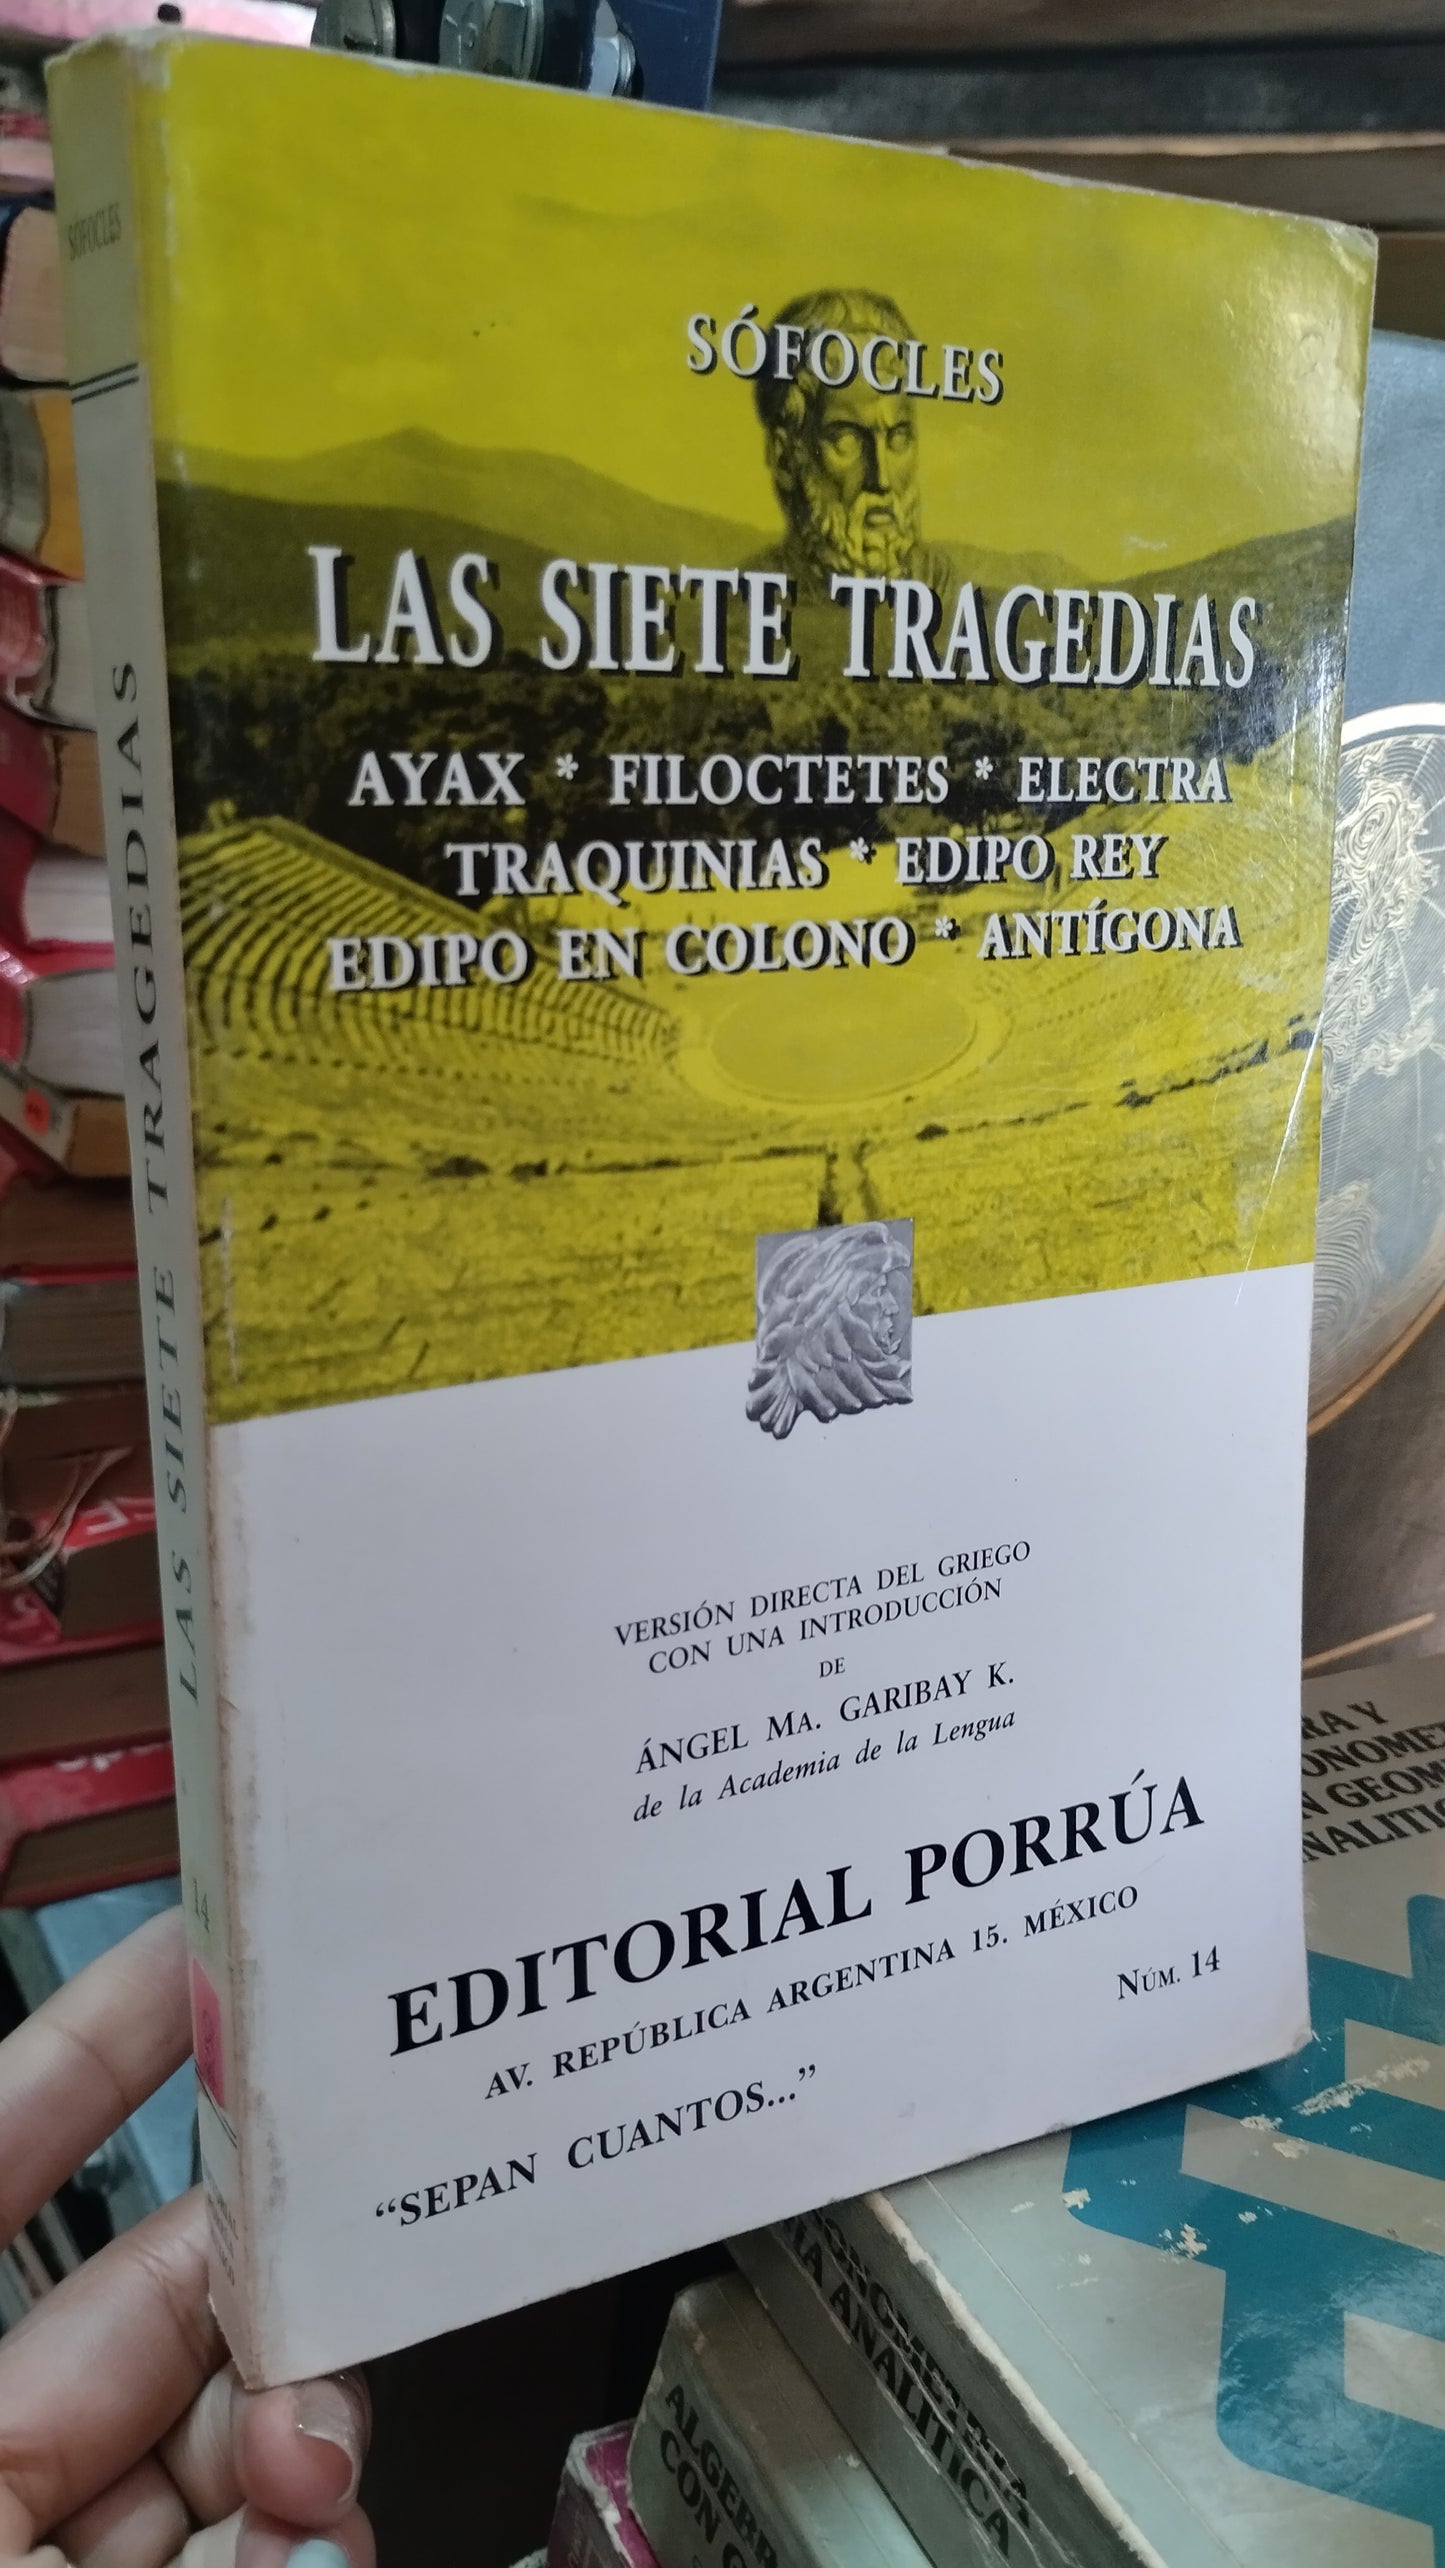 SÓFOCLES
LAS SIETE TRAGEDIAS
AYAX * FILOCTETES * ELECTRA
TRAQUINIAS * EDIPO REY
EDIPO EN COLONO * ANTÍGONA
VERSIÓN DIRECTA DEL GRIEGO
CON UNA INTRODUCCIÓN
DE
ÁNGEL MA. GARIBAY K.
de la Academia de la Lengua
EDITORIAL PORRÚA
AV. REPÚBLICA ARGENTINA 15. MÉXICO
NÚM. 14
“SEPAN CUANTOS...”
SÓFOCLES
LAS SIETE TRAGEDIAS
14
ANALITICA
CON